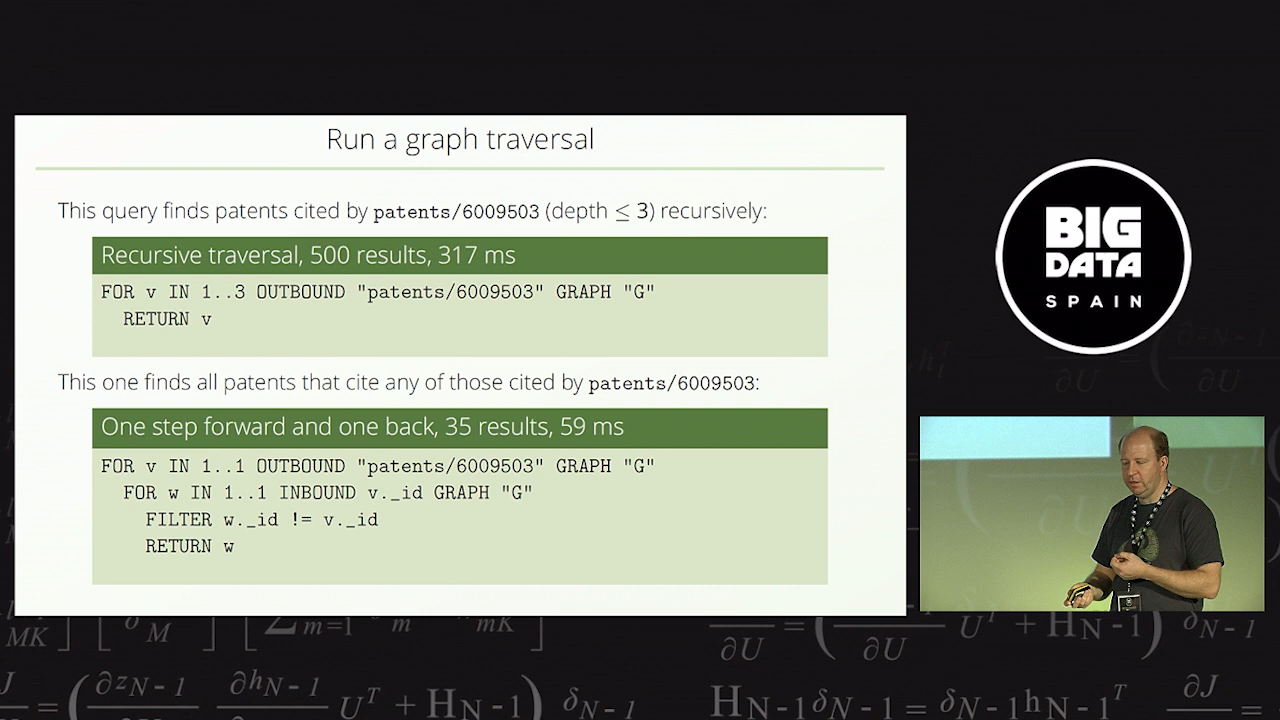 Run a graph traversal
This query finds patents cited by patents/6009503 (depth ≤ 3) recursively:
Recursive traversal, 500 results, 317 ms
FOR v IN 1..3 OUTBOUND "patents/6009503" GRAPH "G"
RETURN v
This one finds all patents that cite any of those cited by patents/6009503:
One step forward and one back, 35 results, 59 ms
FOR v IN 1..1 OUTBOUND "patents/6009503" GRAPH "G"
FOR w IN 1..1 INBOUND v._id GRAPH "G"
FILTER w._id != v._id
RETURN w
BIG
DATA
SPAIN